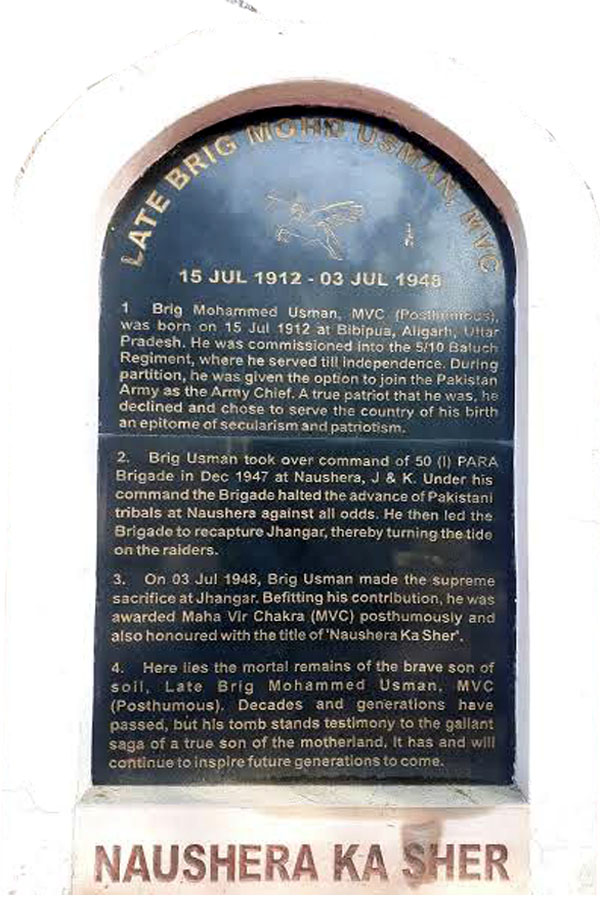 LATE BRIG MOHD USMAN, MVC
15 JUL 1912 - 03 JUL 1948
1 Brig Mohammed Usman, MVC (Posthumous),
was born on 15 Jul 1912 at Bibipua, Aligarh, Uttar
Pradesh. He was commissioned into the 5/10 Baluch
Regiment, where he served till Independence. During
partition, he was given the option to join the Pakistan
Army as the Army Chief. A true patriot that he was, he
declined and chose to serve the country of his birth
an epitome of secularism and patriotism.
2. Brig Usman took over command of 50 (I) PARA
Brigade in Dec 1947 at Naushera, J & K. Under his
command the Brigade halted the advance of Pakistani
tribals at Naushera against all odds. He then led the
Brigade to recapture Jhangar, thereby turning the tide
on the raiders.
3. On 03 Jul 1948, Brig Usman made the supreme
sacrifice at Jhangar. Befitting his contribution, he was
awarded Maha Vir Chakra (MVC) posthumously and
also honoured with the title of 'Naushera Ka Sher'.
4. Here lies the mortal remains of the brave son of
soil, Late Brig Mohammed Usman, MVC
(Posthumous). Decades and generations have
passed, but his tomb stands testimony to the gallant
saga of a true son of the motherland. It has and will
continue to inspire future generations to come.
NAUSHERA KA SHER